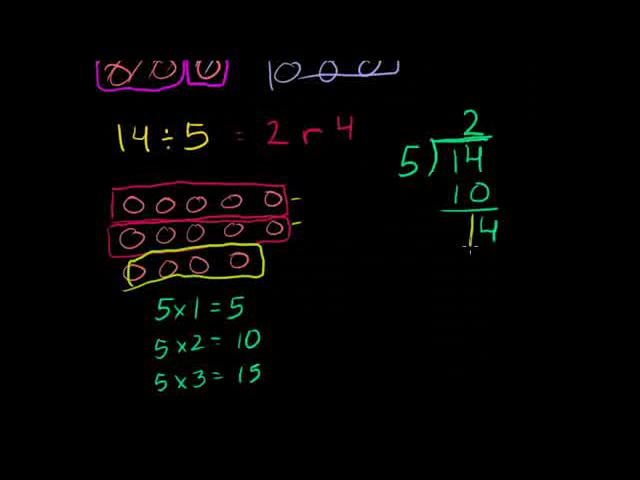 14 ÷ 5 = 2 r 4
2
5 ) 14
10
14
5 x 1 = 5
5 x 2 = 10
5 x 3 = 15